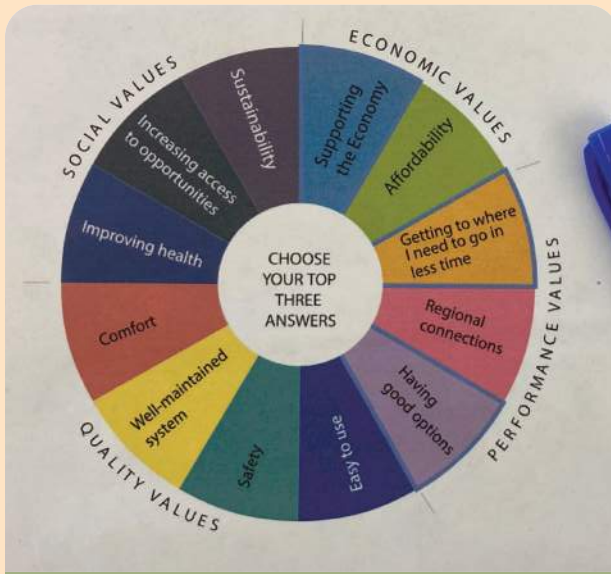 SOCIAL VALUES
ECONOMIC VALUES
PERFORMANCE VALUES
QUALITY VALUES
CHOOSE
YOUR TOP
THREE
ANSWERS
Supporting
the Economy
Affordability
Getting to where
I need to go in
less time
Regional
connections
Having
good options
Easy to use
Safety
Well-maintained
system
Comfort
Improving health
Increasing access
to opportunities
Sustainability